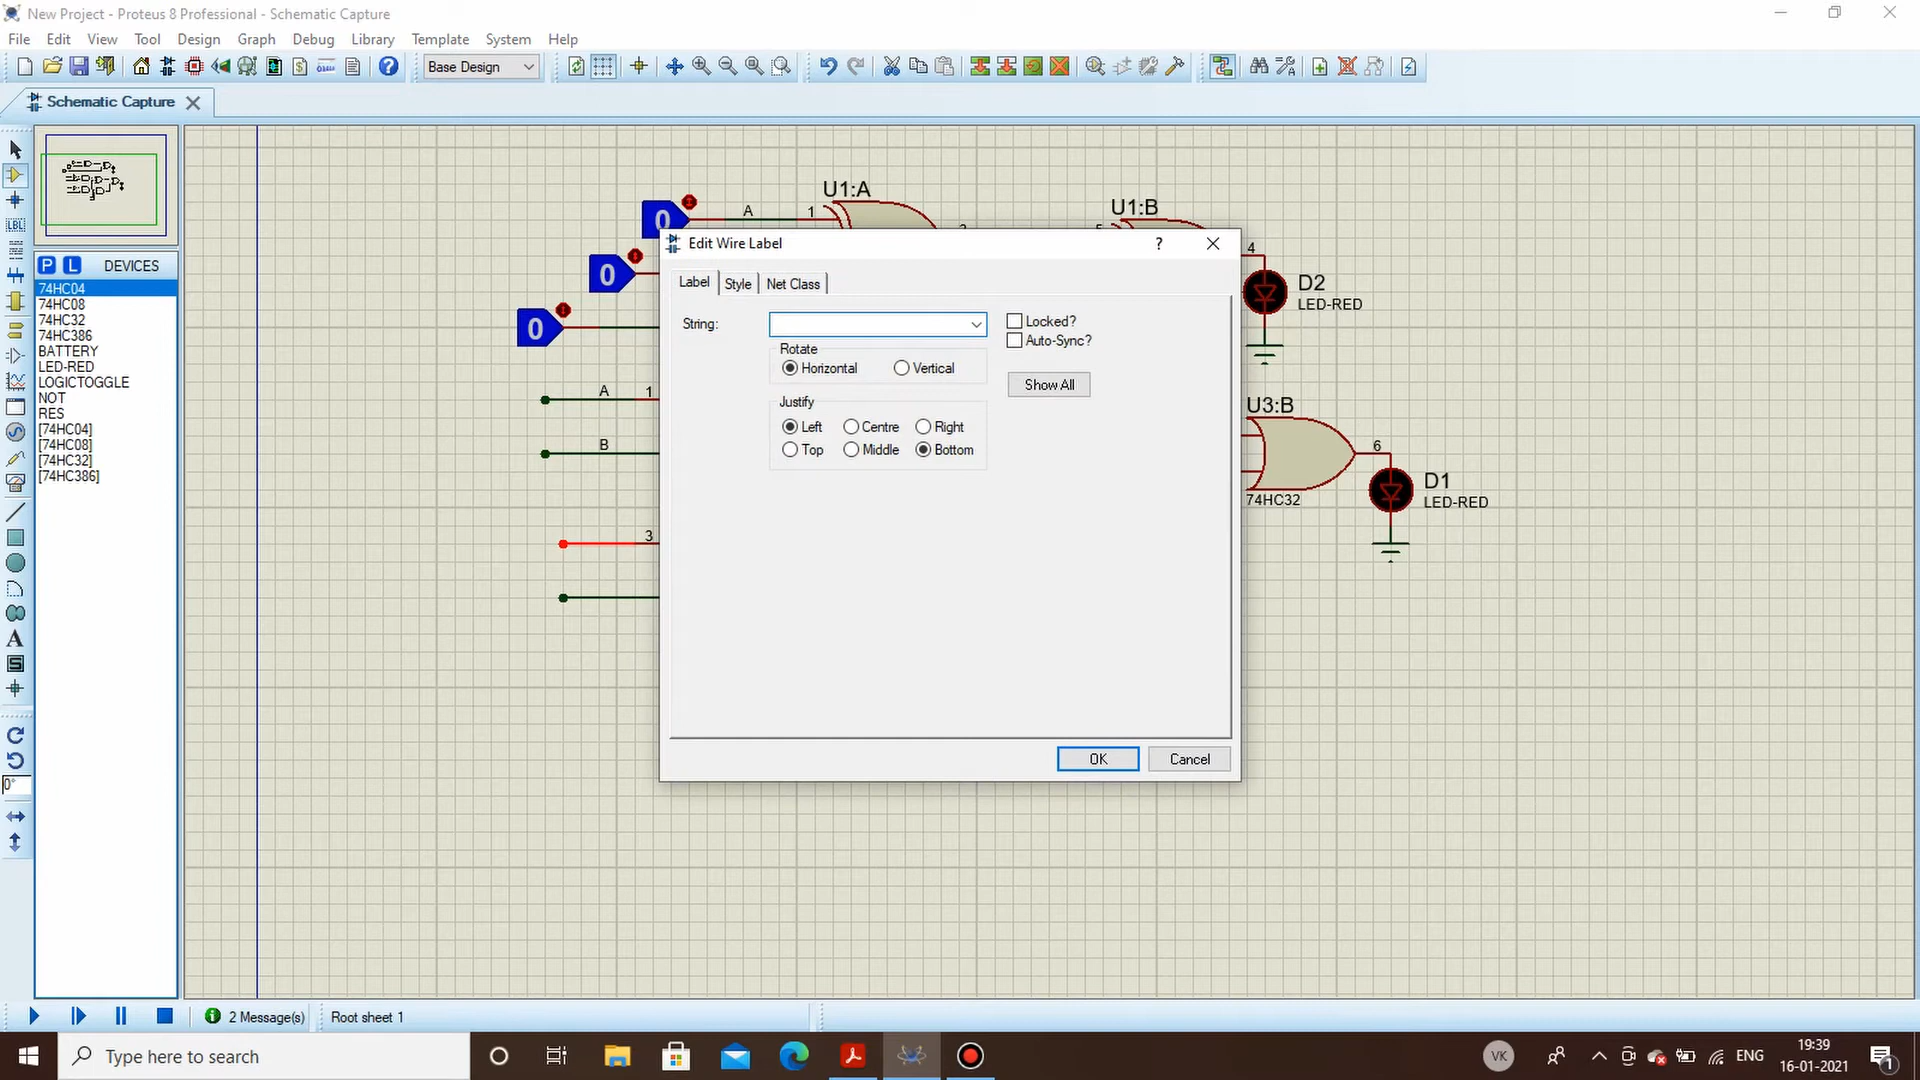 New Project - Proteus 8 Professional - Schematic Capture
File Edit View Tool Design Graph Debug Library Template System Help
Base Design
Schematic Capture
LBL
P L DEVICES
74HC04
74HC08
74HC32
74HC386
BATTERY
LED-RED
LOGICTOGGLE
NOT
RES
[74HC04]
[74HC08]
[74HC32]
[74HC386]
A
S
0°
U1:A
0 A 1
U1:B
4
0
0
D2
LED-RED
A 1
B
3
U3:B
6
74HC32
D1
LED-RED
Edit Wire Label ?
Label Style Net Class
String:
Locked?
Auto-Sync?
Rotate
Horizontal Vertical
Show All
Justify
Left Centre Right
Top Middle Bottom
OK Cancel
2 Message(s) Root sheet 1
Type here to search
VK ENG 19:39
16-01-2021
1